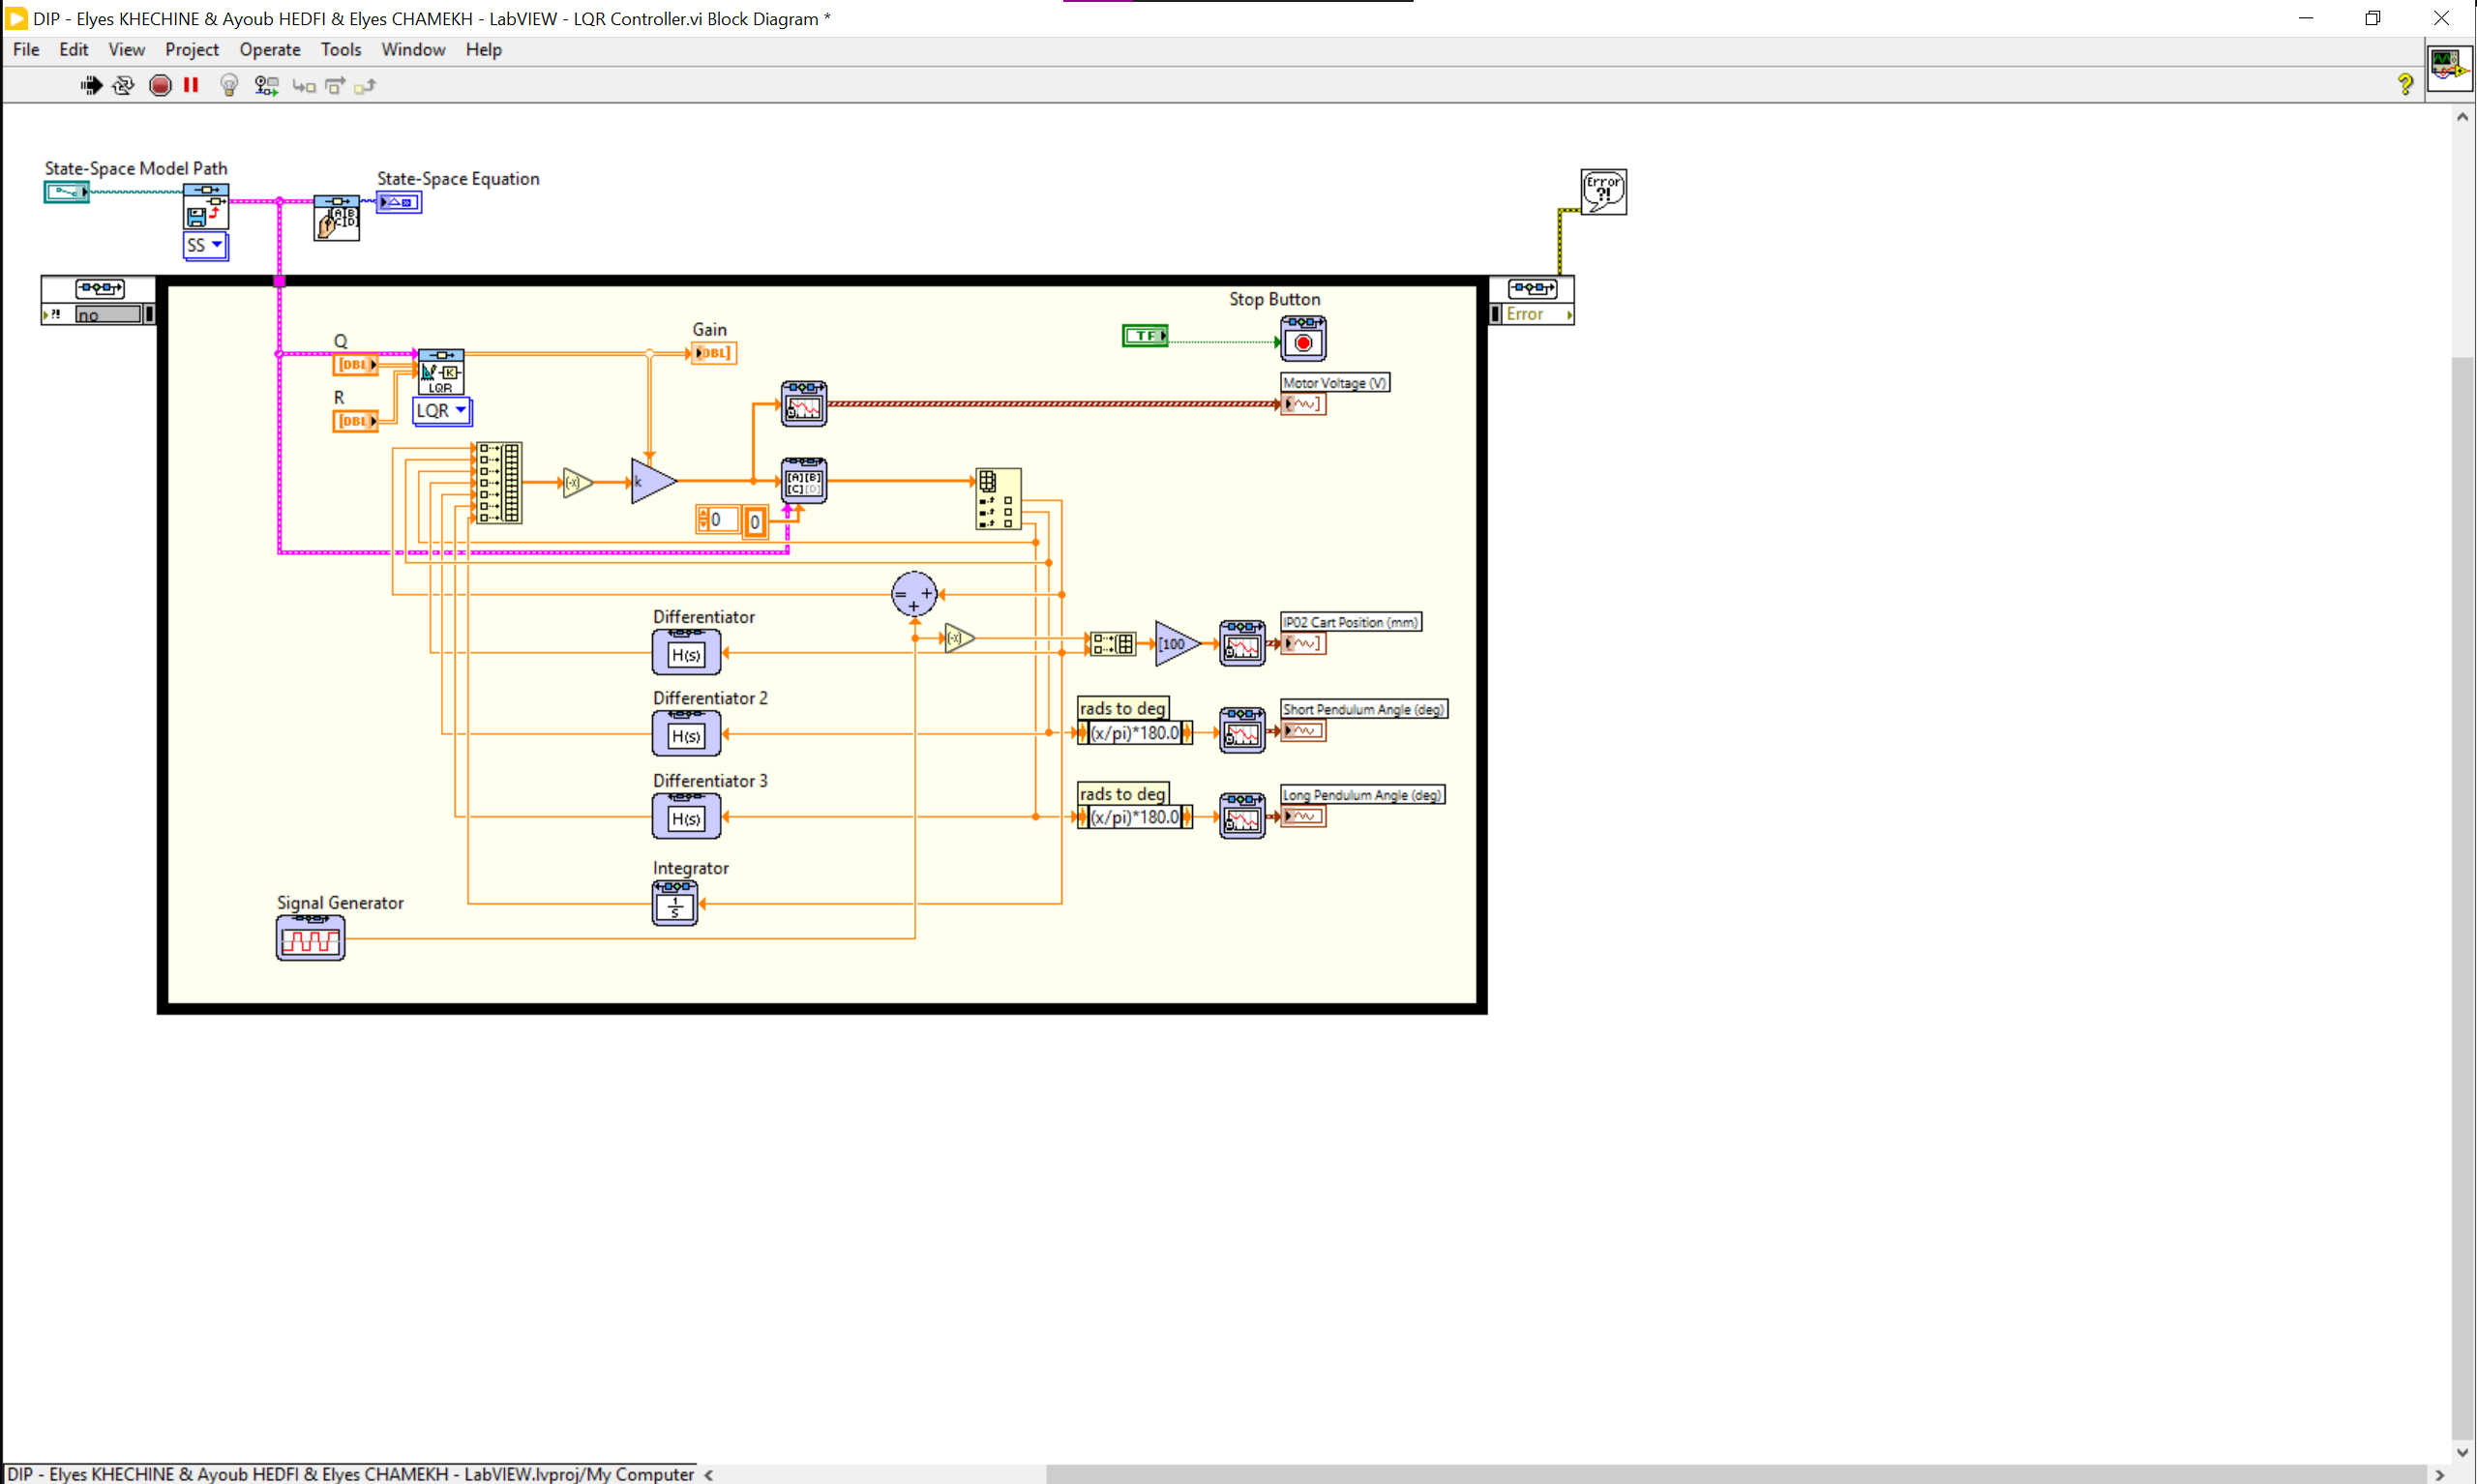 DIP - Elyes KHECHINE & Ayoub HEDFI & Elyes CHAMEKH - LabVIEW - LQR Controller.vi Block Diagram *
File Edit View Project Operate Tools Window Help
State-Space Model Path
State-Space Equation
SS
Error
?!
no
Error
Stop Button
TF
Q
[DBL]
R
[DBL]
LQR
LQR
Gain
DBL]
Motor Voltage (V)
(-x)
k
[A][B]
[C][D]
0
0
= + +
(-x)
Differentiator
H(s)
[100
IP02 Cart Position (mm)
Differentiator 2
H(s)
rads to deg
(x/pi)*180.0
Short Pendulum Angle (deg)
Differentiator 3
H(s)
rads to deg
(x/pi)*180.0
Long Pendulum Angle (deg)
Integrator
1
s
Signal Generator
DIP - Elyes KHECHINE & Ayoub HEDFI & Elyes CHAMEKH - LabVIEW.lvproj/My Computer